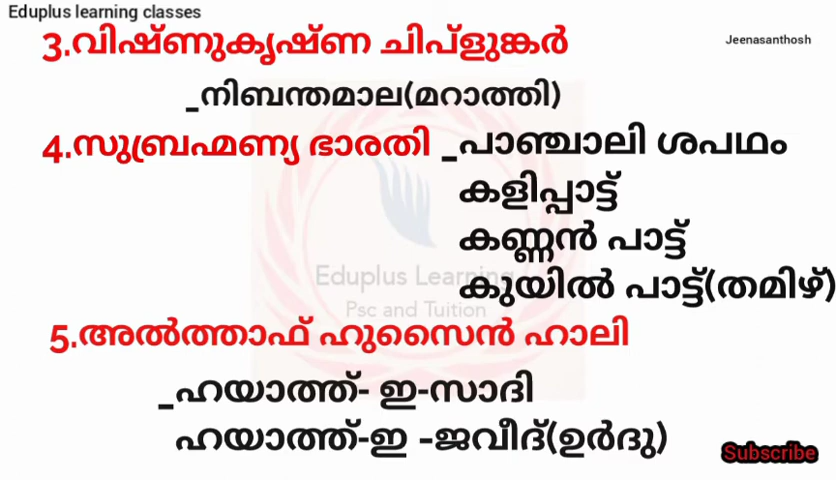 Eduplus learning classes
3.വിഷ്ണുകൃഷ്ണ ചിപ്ളുങ്കർ
Jeenasanthosh
_നിബന്തമാല(മറാത്തി)
4.സുബ്രഹ്മണ്യ ഭാരതി _പാഞ്ചാലി ശപഥം
കളിപ്പാട്ട്
കണ്ണൻ പാട്ട്
Eduplus Learning
കുയിൽ പാട്ട്(തമിഴ്)
Psc and Tuition
5.അൽത്താഫ് ഹുസൈൻ ഹാലി
_ഹയാത്ത്- ഇ-സാദി
ഹയാത്ത്-ഇ -ജവീദ്(ഉർദു)
Subscribe